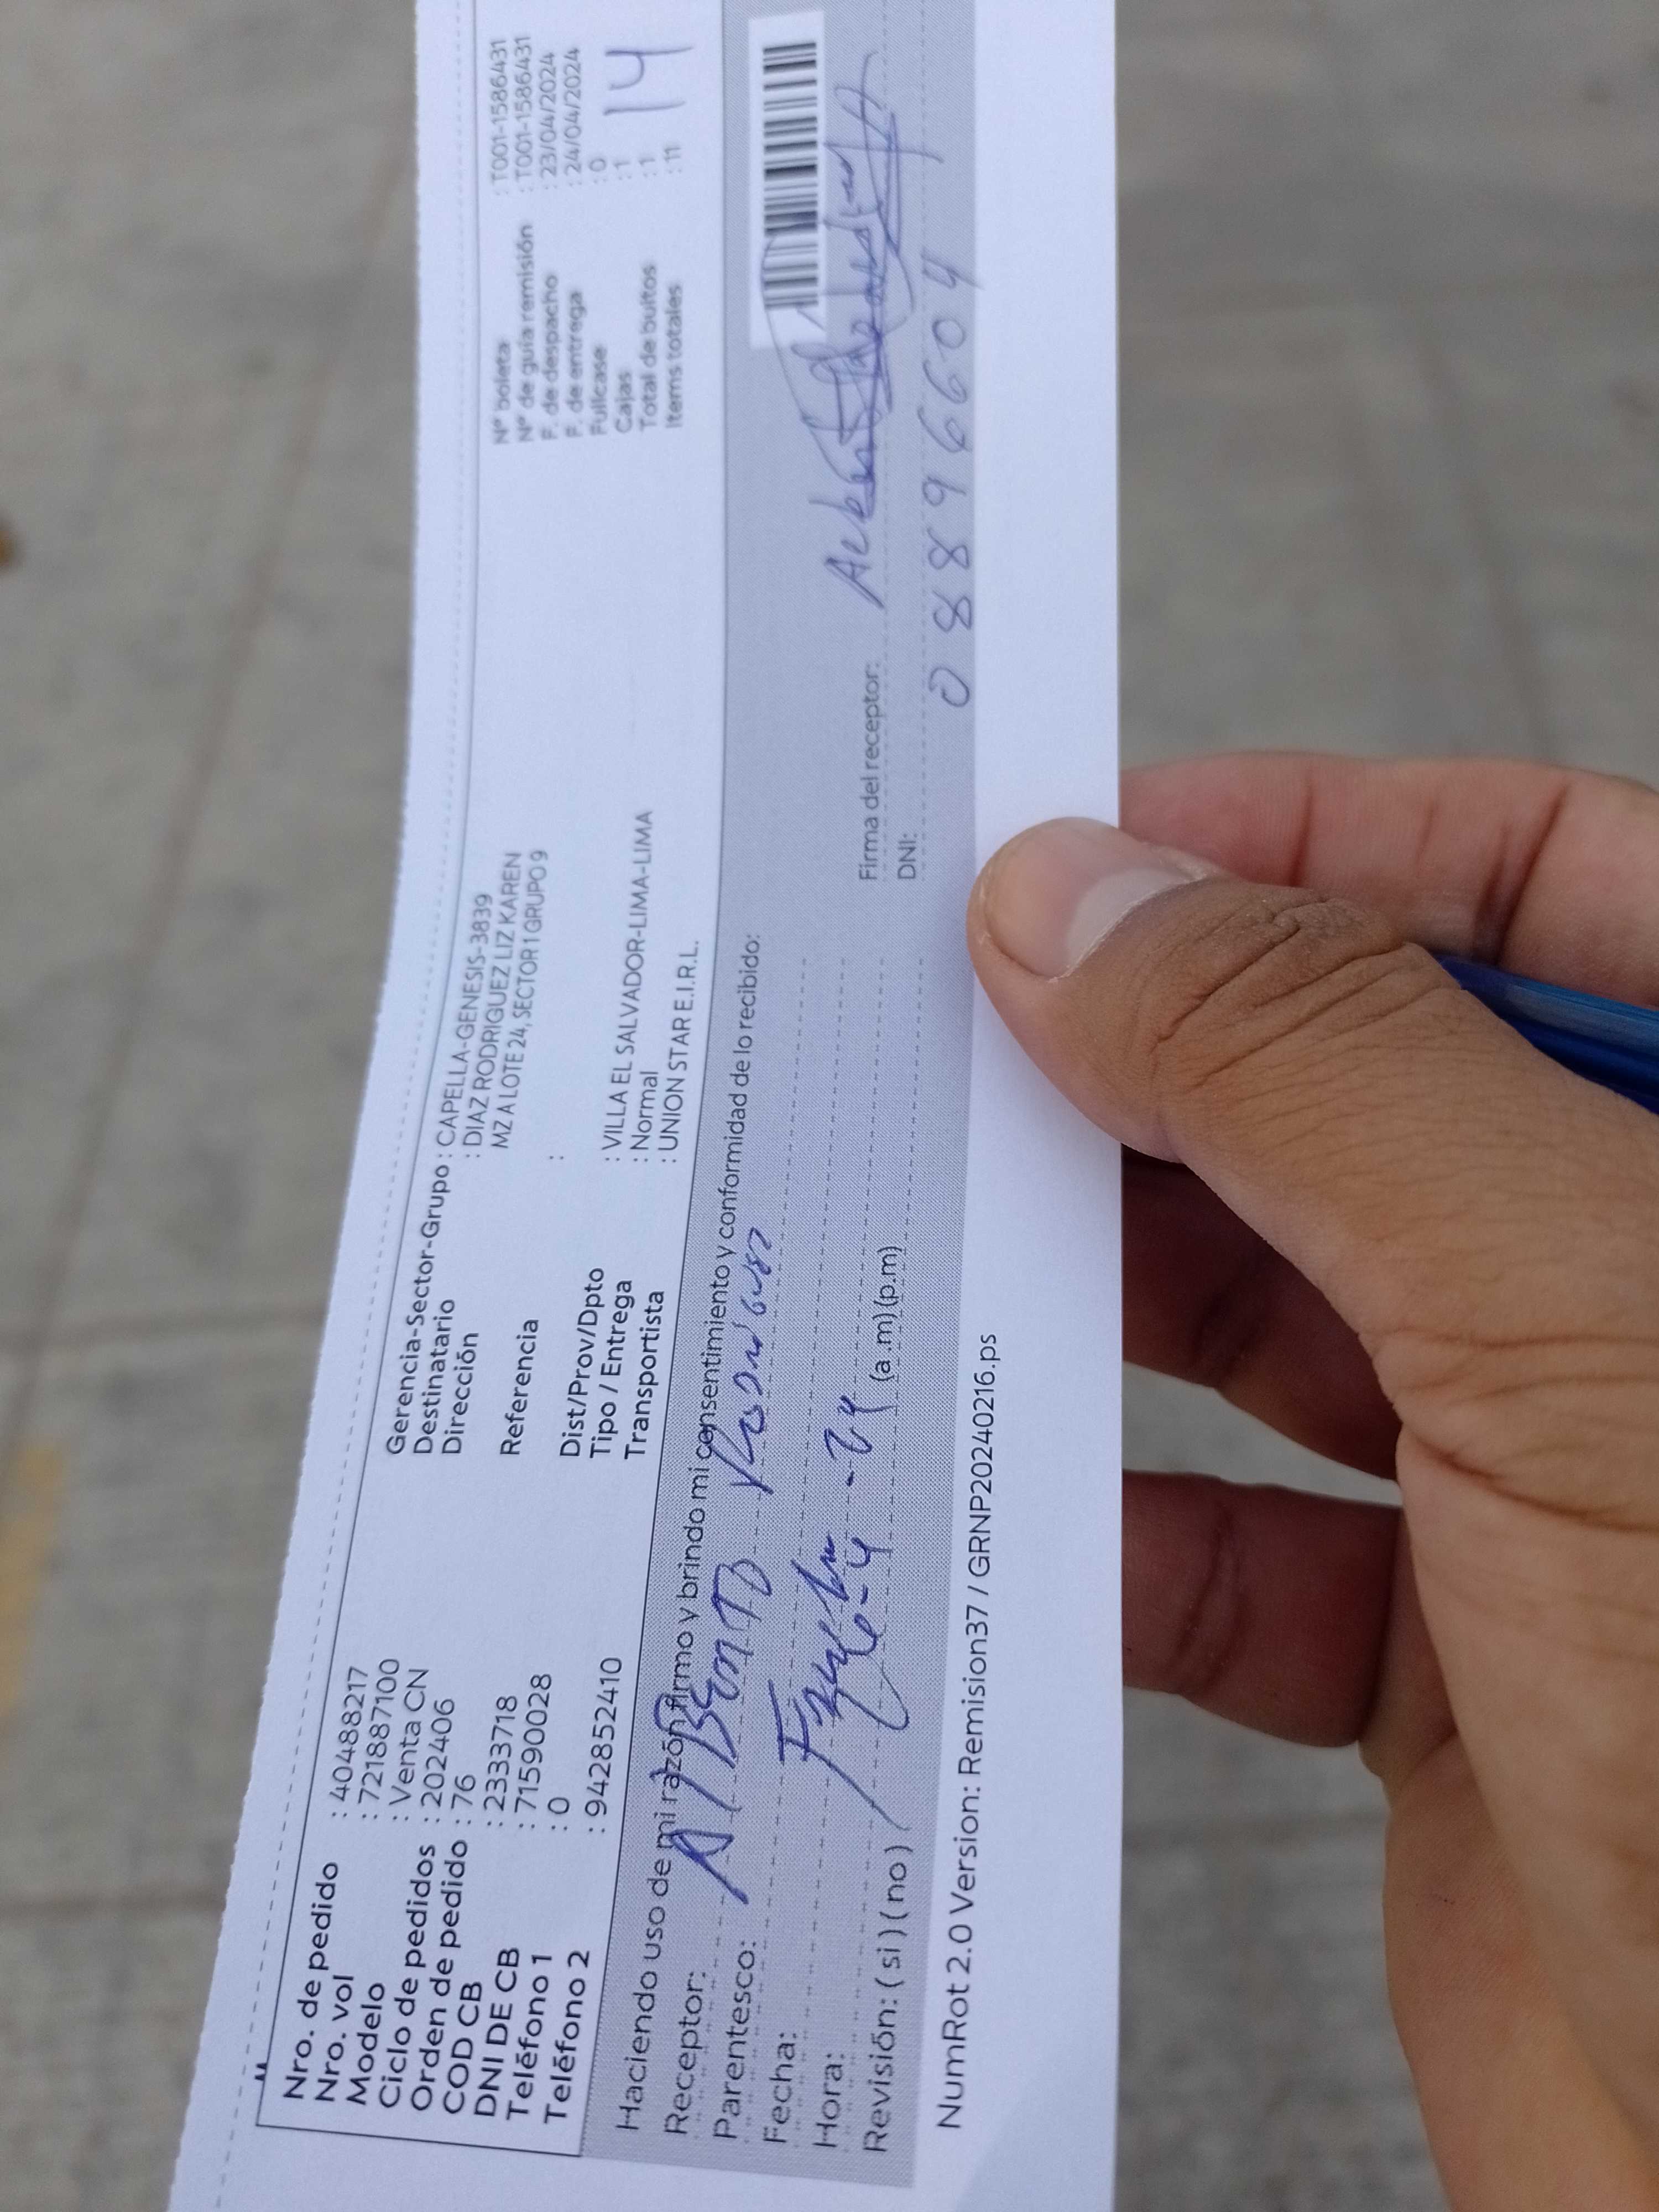 Nro. de pedido : 40488217
Nro. vol : 721887100
Modelo : Venta CN
Ciclo de pedidos : 202406
Orden de pedido : 76
COD CB : 2333718
DNI DE CB : 71590028
Teléfono 1 : 0
Teléfono 2 : 942852410
Gerencia-Sector-Grupo : CAPELLA-GENESIS-3839
Destinatario : DIAZ RODRIGUEZ LIZ KAREN
Dirección MZ A LOTE 24, SECTOR 1 GRUPO 9
Referencia :
Dist/Prov/Dpto : VILLA EL SALVADOR-LIMA-LIMA
Tipo / Entrega : Normal
Transportista : UNION STAR E.I.R.L.
N° boleta : T001-1586431
N° de guía remisión : T001-1586431
F. de despacho : 23/04/2024
F. de entrega : 24/04/2024
Fullcase : 0
Cajas : 1
Total de bultos : 1
Items totales : 11
14
Haciendo uso de mi razón firmo y brindo mi consentimiento y conformidad de lo recibido:
Receptor:
Parentesco:
Fecha:
Hora: (a .m) (p.m)
Revisión: ( si ) ( no )
Firma del receptor:
DNI: 08896604
NumRot 2.0 Version: Remision37 / GRNP20240216.ps